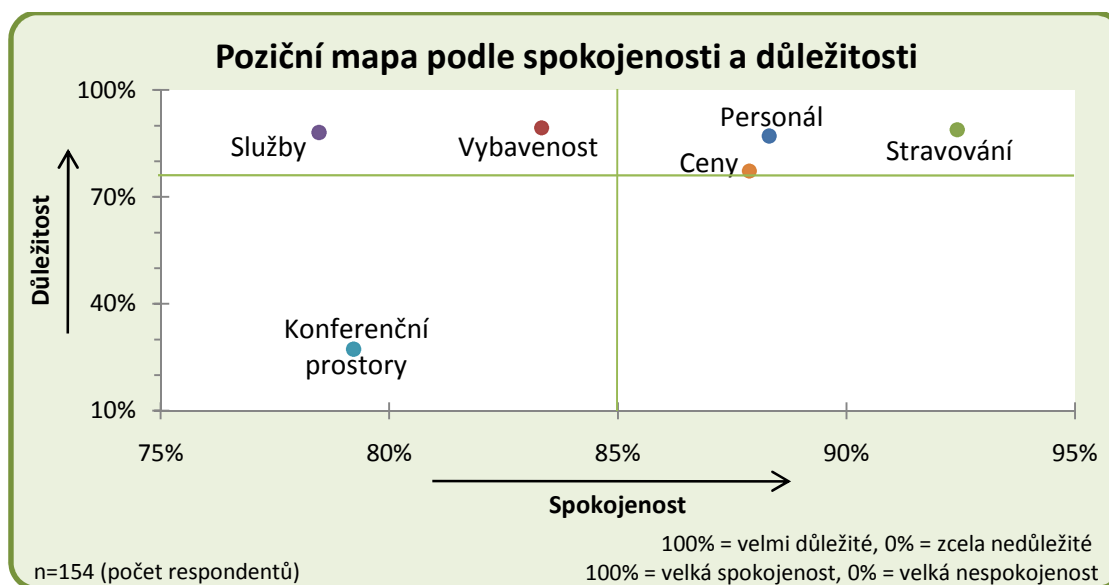 Poziční mapa podle spokojenosti a důležitosti
100%
70%
40%
10%
Důležitost
Služby
Vybavenost
Personál
Ceny
Stravování
Konferenční
prostory
75%
80%
85%
90%
95%
Spokojenost
100% = velmi důležité, 0% = zcela nedůležité
n=154 (počet respondentů)
100% = velká spokojenost, 0% = velká nespokojenost